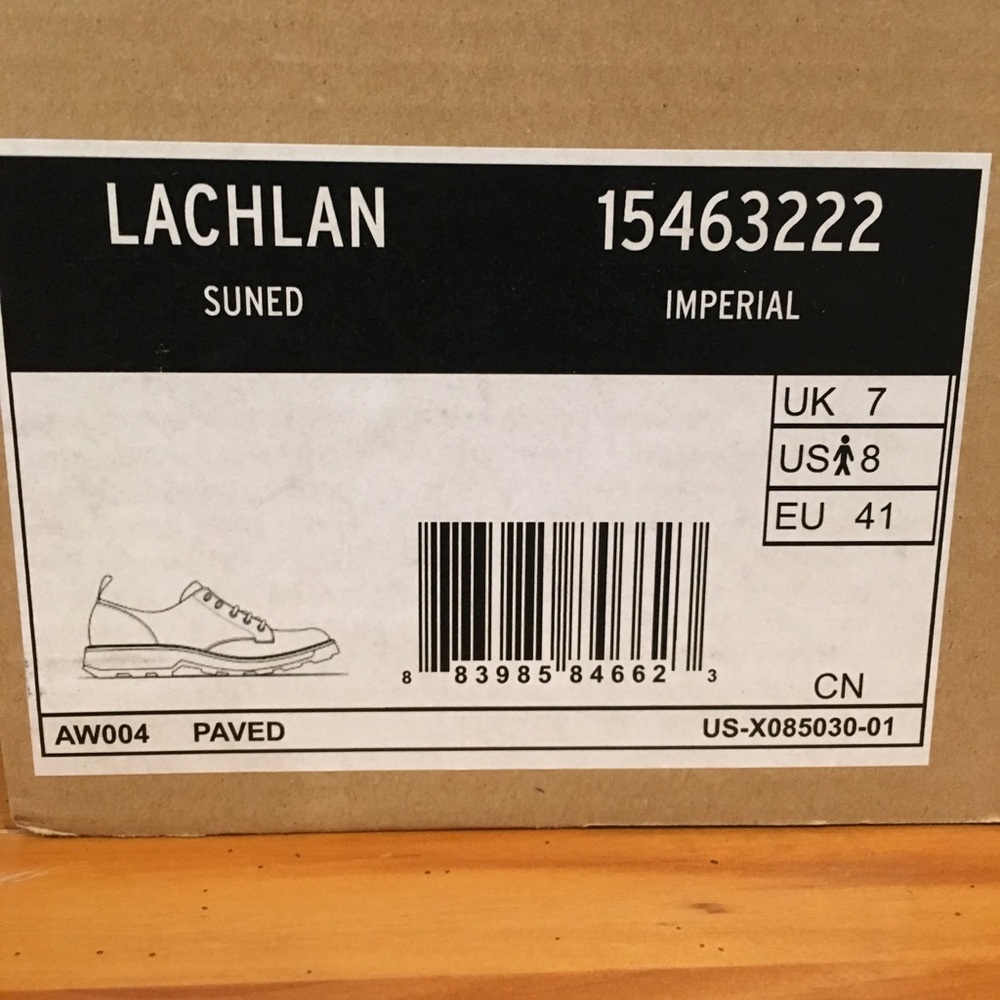 LACHLAN 15463222
SUNED IMPERIAL
UK 7
US 8
EU 41
8 83985 84662 3
CN
AW004 PAVED US-X085030-01